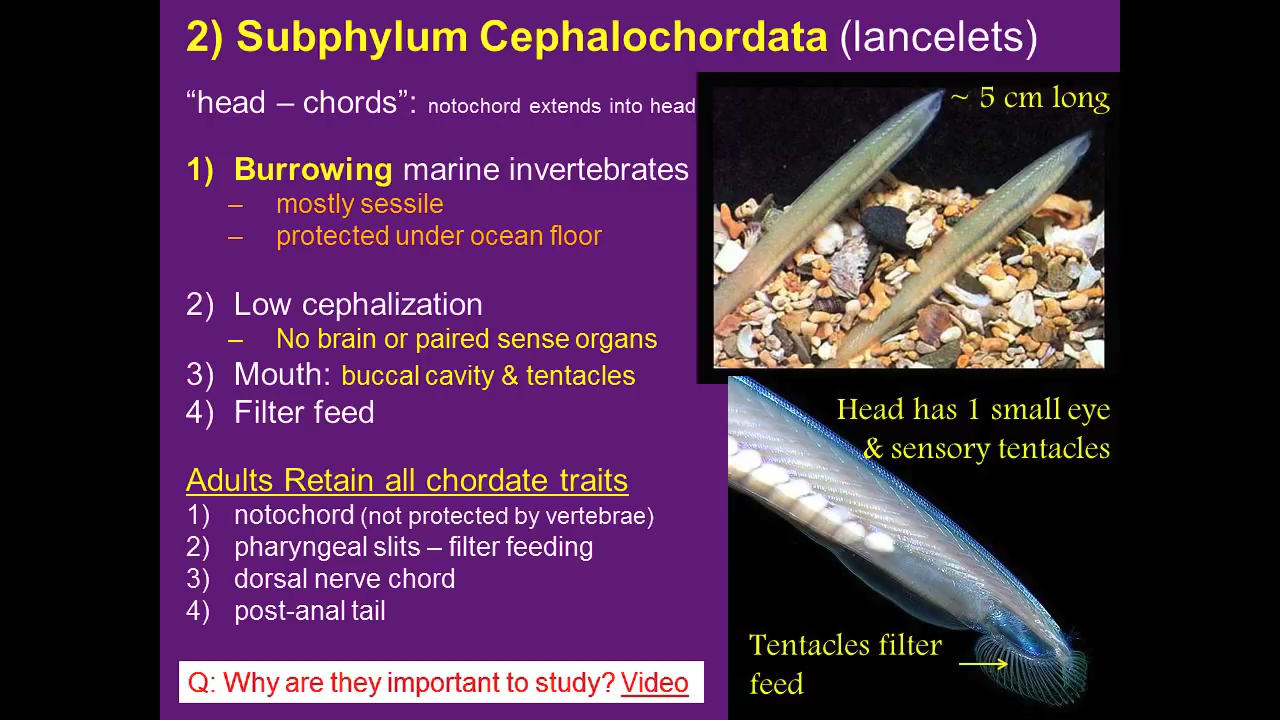 2) Subphylum Cephalochordata (lancelets)
“head – chords”: notochord extends into head
~ 5 cm long
1) Burrowing marine invertebrates
– mostly sessile
– protected under ocean floor
2) Low cephalization
– No brain or paired sense organs
3) Mouth: buccal cavity & tentacles
4) Filter feed
Head has 1 small eye
& sensory tentacles
Adults Retain all chordate traits
1) notochord (not protected by vertebrae)
2) pharyngeal slits – filter feeding
3) dorsal nerve chord
4) post-anal tail
Tentacles filter
feed
Q: Why are they important to study? Video